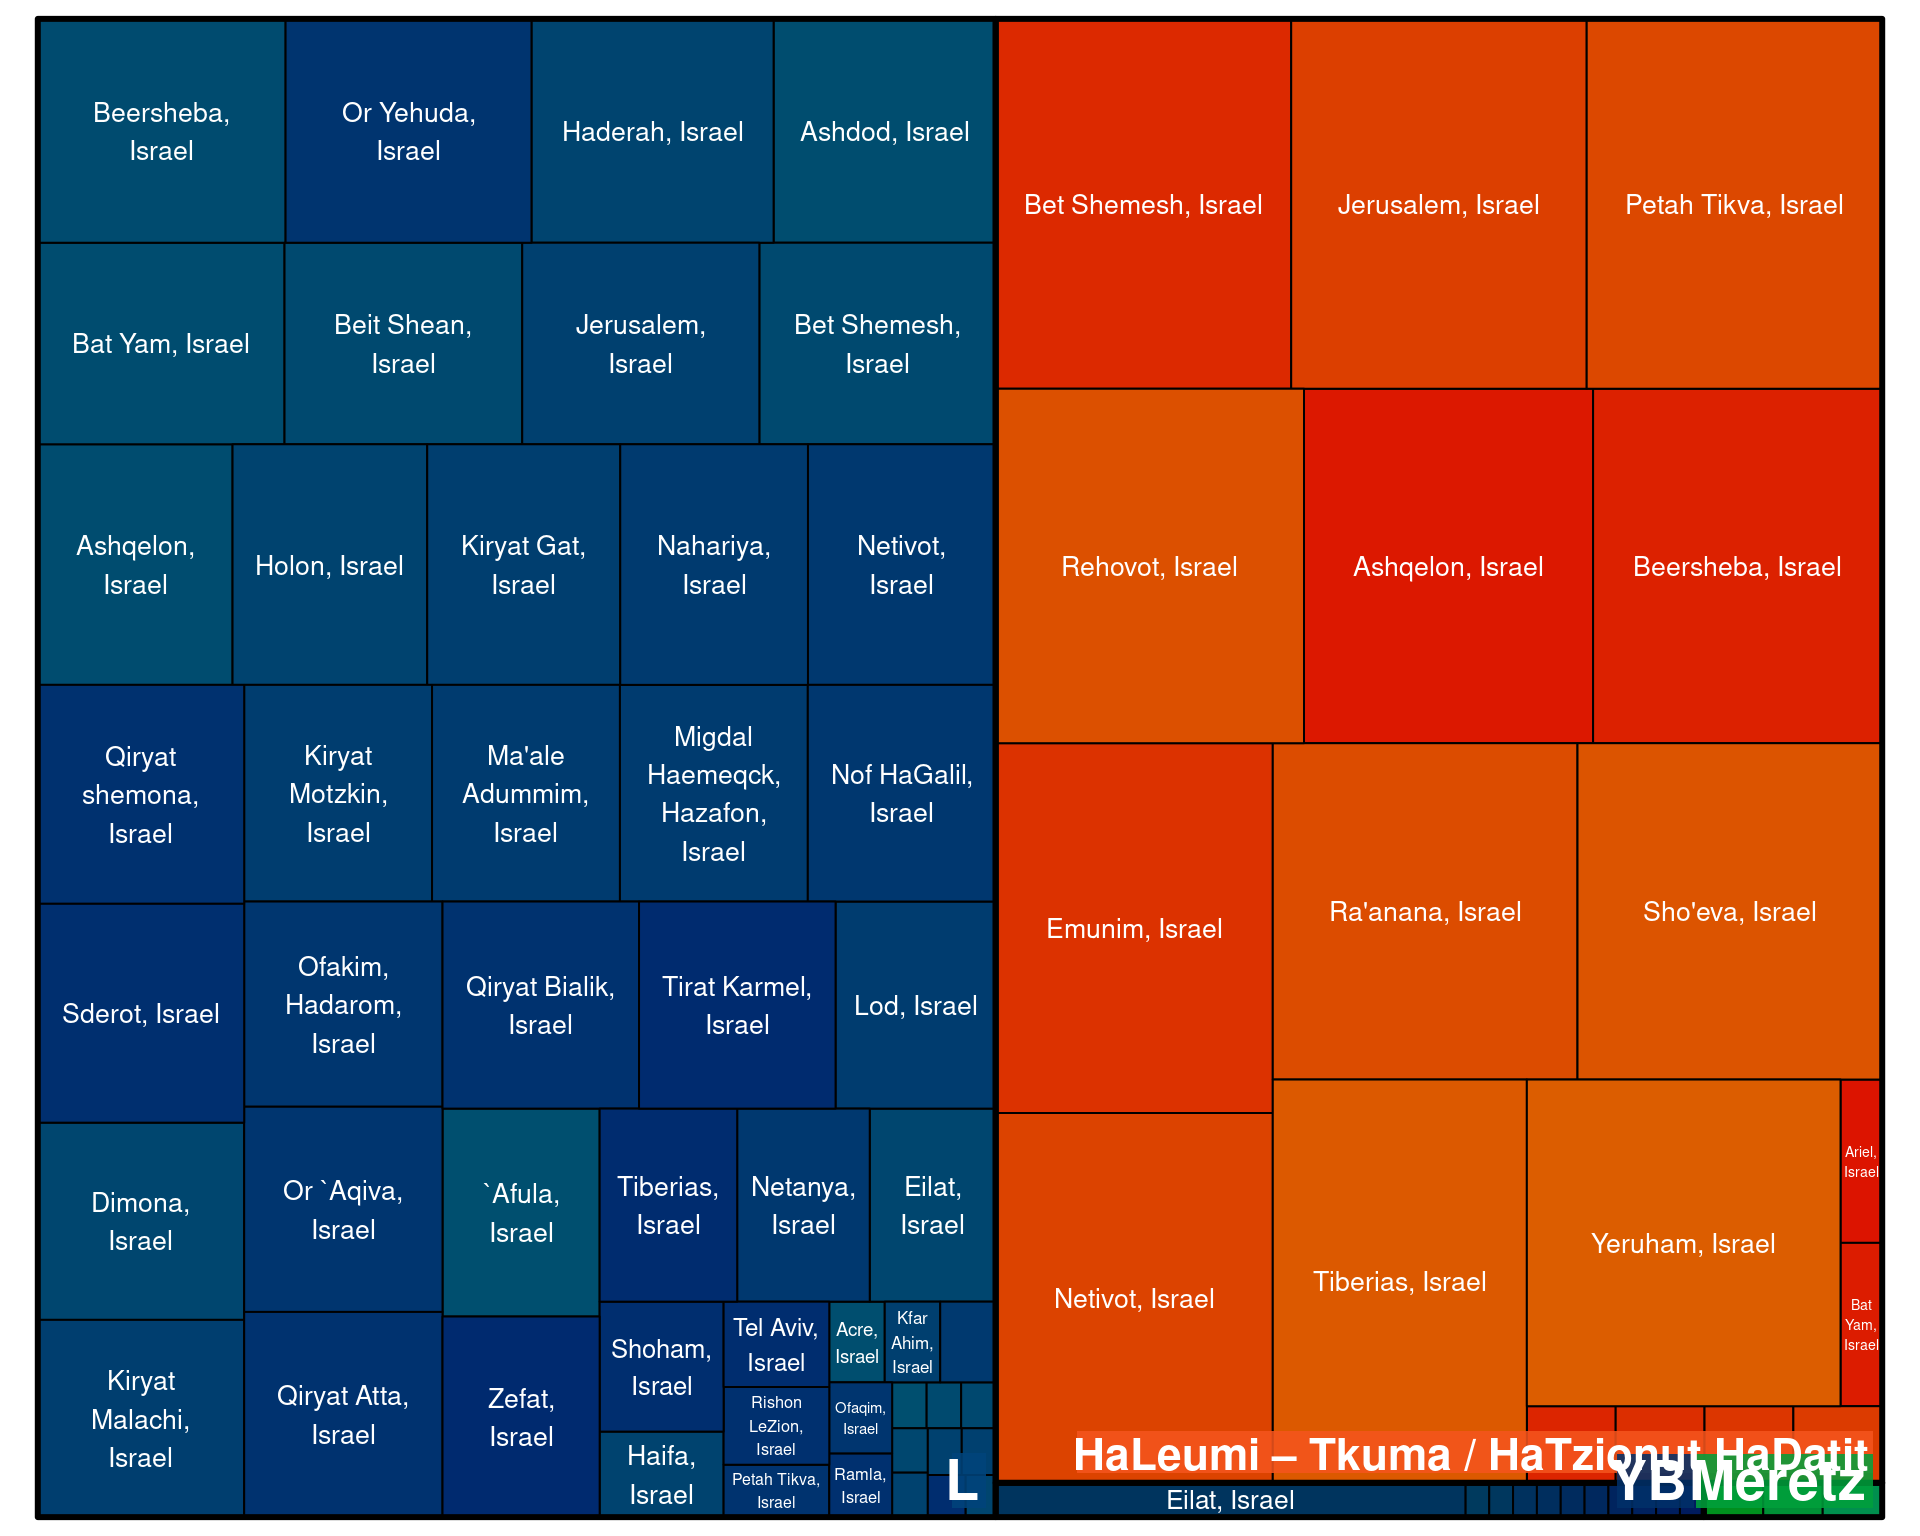 Beersheba,
Israel
Or Yehuda,
Israel
Haderah, Israel
Ashdod, Israel
Bat Yam, Israel
Beit Shean,
Israel
Jerusalem,
Israel
Bet Shemesh,
Israel
Ashqelon,
Israel
Holon, Israel
Kiryat Gat,
Israel
Nahariya,
Israel
Netivot,
Israel
Qiryat
shemona,
Israel
Kiryat
Motzkin,
Israel
Ma'ale
Adummim,
Israel
Migdal
Haemeqck,
Hazafon,
Israel
Nof HaGalil,
Israel
Sderot, Israel
Ofakim,
Hadarom,
Israel
Qiryat Bialik,
Israel
Tirat Karmel,
Israel
Lod, Israel
Dimona,
Israel
Or `Aqiva,
Israel
`Afula,
Israel
Tiberias,
Israel
Netanya,
Israel
Eilat,
Israel
Kiryat
Malachi,
Israel
Qiryat Atta,
Israel
Zefat,
Israel
Shoham,
Israel
Haifa,
Israel
Tel Aviv,
Israel
Rishon
LeZion,
Israel
Petah Tikva,
Israel
Acre,
Israel
Kfar
Ahim,
Israel
Ofaqim,
Israel
Ramla,
Israel
L
Bet Shemesh, Israel
Jerusalem, Israel
Petah Tikva, Israel
Rehovot, Israel
Ashqelon, Israel
Beersheba, Israel
Emunim, Israel
Ra'anana, Israel
Sho'eva, Israel
Netivot, Israel
Tiberias, Israel
Yeruham, Israel
Ariel,
Israel
Bat
Yam,
Israel
HaLeumi – Tkuma / HaTzionut HaDatit
YB
Meretz
Eilat, Israel